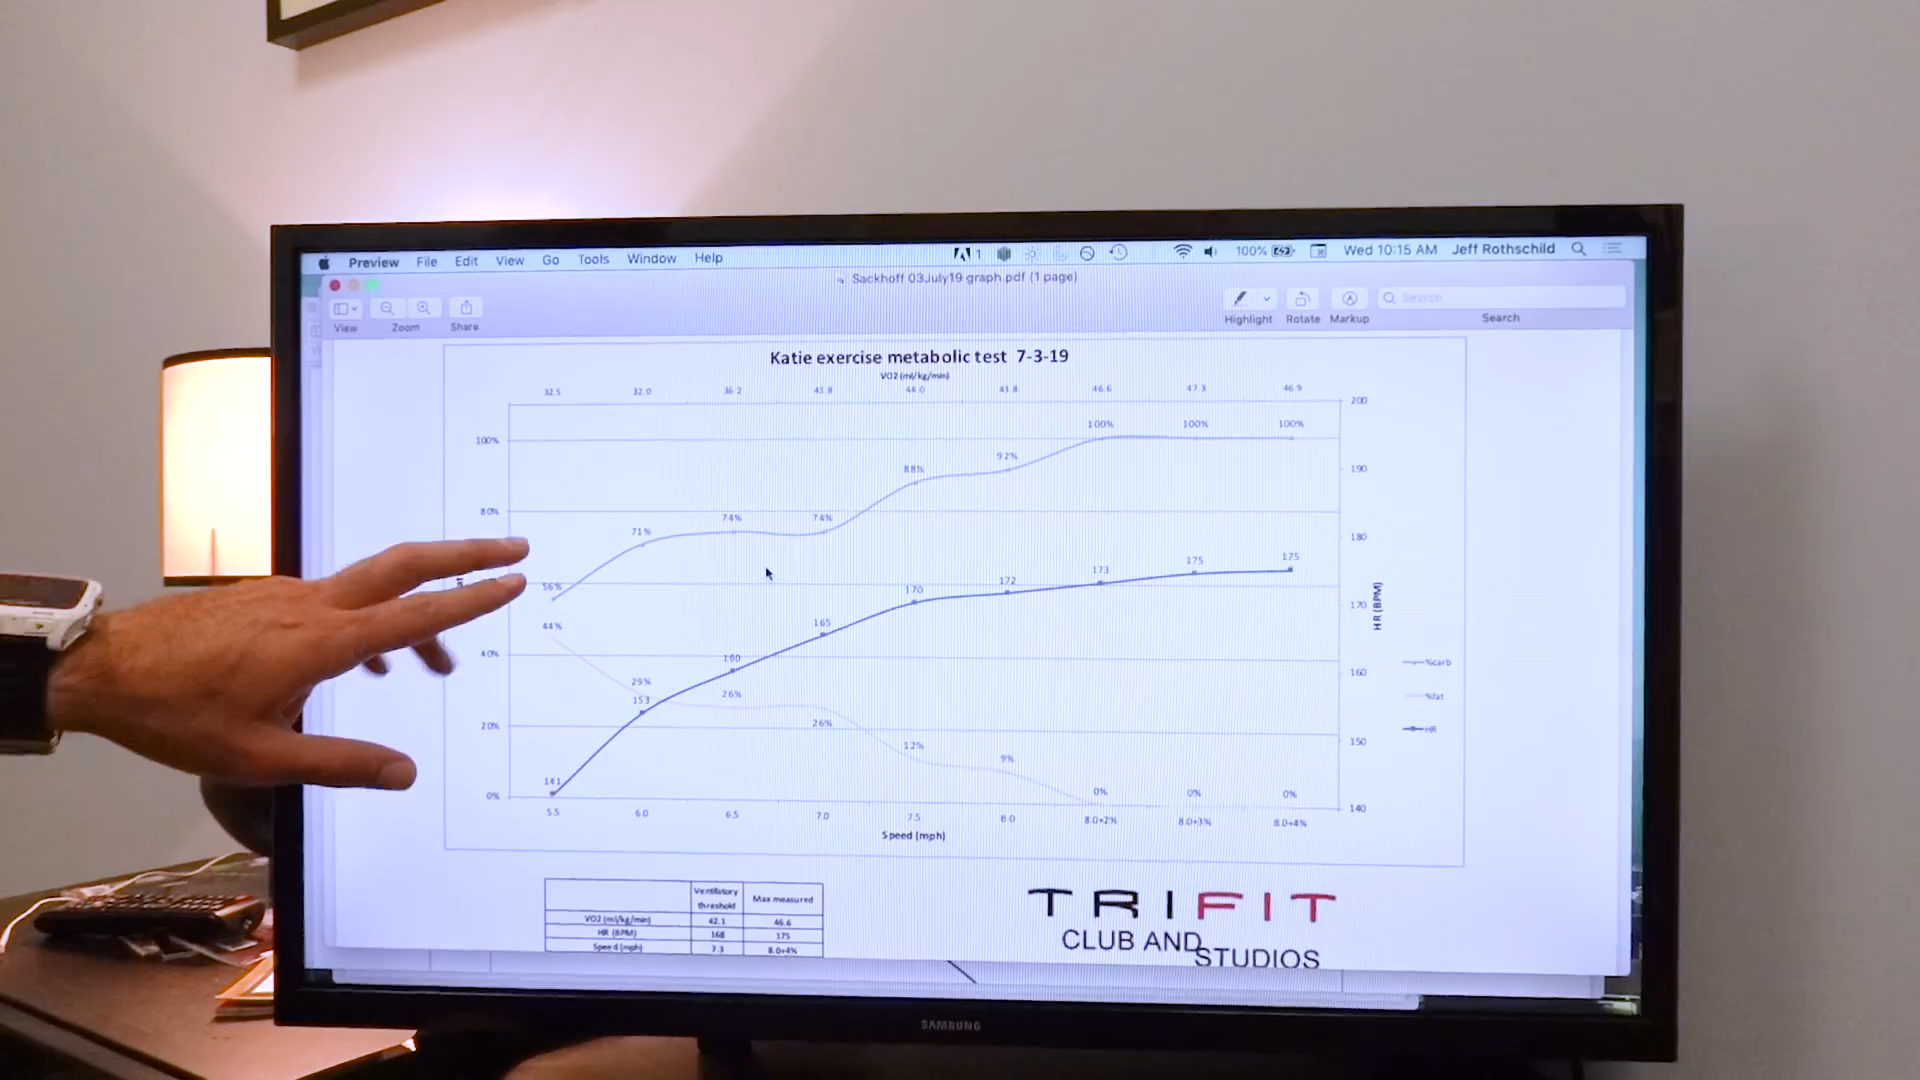 Preview File Edit View Go Tools Window Help 1 100% Wed 10:15 AM Jeff Rothschild
Sackhoff 03July19 graph.pdf (1 page)
Search
View Zoom Share Highlight Rotate Markup Search
Katie exercise metabolic test 7-3-19
VO2 (ml/kg/min)
32.5 32.0 36.2 43.8 44.0 43.8 46.6 47.3 46.9
200
100% 100% 100%
100%
88% 92%
190
80%
71% 74% 74%
180
56%
175 175
173
172
170
170
HR (BPM)
44%
165
40%
160
160
%carb
29%
26%
%fat
153
20%
26%
HR
12%
150
9%
141
0%
0% 0% 0%
140
5.5 6.0 6.5 7.0 7.5 8.0 8.0+2% 8.0+3% 8.0+4%
Speed (mph)
Ventilatory threshold Max measured
VO2 (ml/kg/min) 42.1 46.6
HR (BPM) 168 175
Speed (mph) 7.3 8.0+4%
TRIFIT
CLUB AND STUDIOS
SAMSUNG